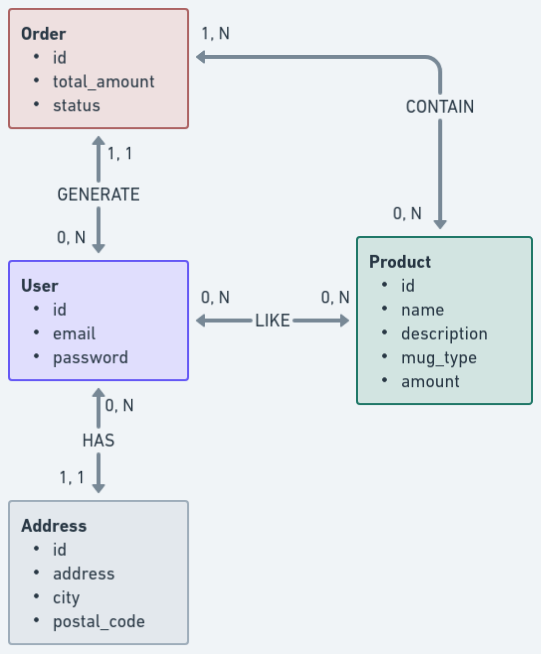 Order
• id
• total_amount
• status
1, N
CONTAIN
1, 1
GENERATE
0, N
0, N
User
• id
• email
• password
0, N
LIKE
0, N
Product
• id
• name
• description
• mug_type
• amount
0, N
HAS
1, 1
Address
• id
• address
• city
• postal_code